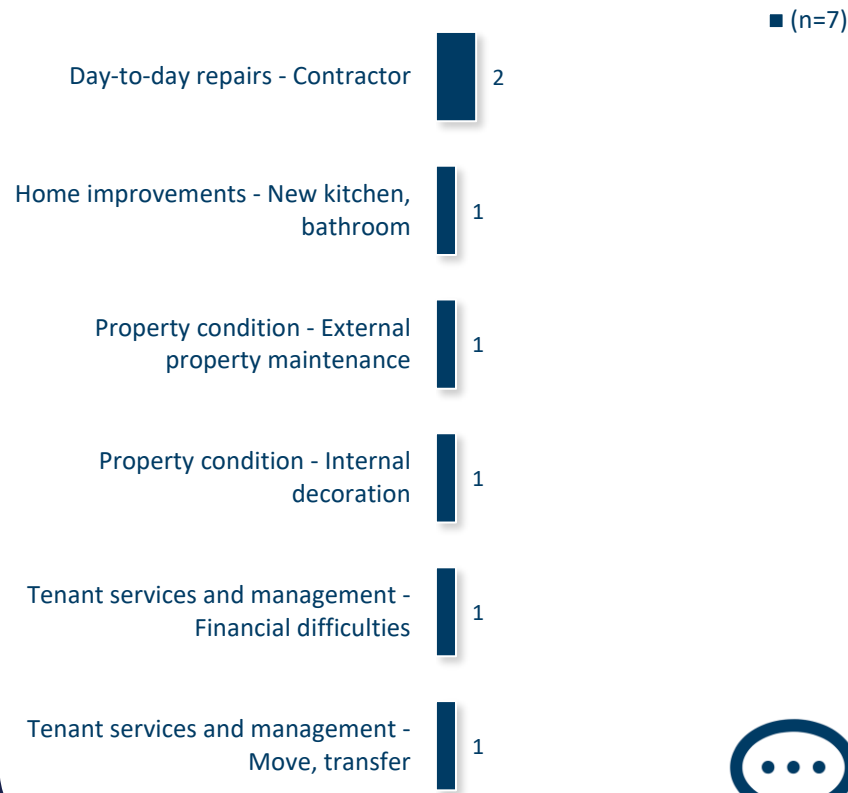 (n=7)
Day-to-day repairs - Contractor
2
Home improvements - New kitchen,
bathroom
1
Property condition - External
property maintenance
1
Property condition - Internal
decoration
1
Tenant services and management -
Financial difficulties
1
Tenant services and management -
Move, transfer
1